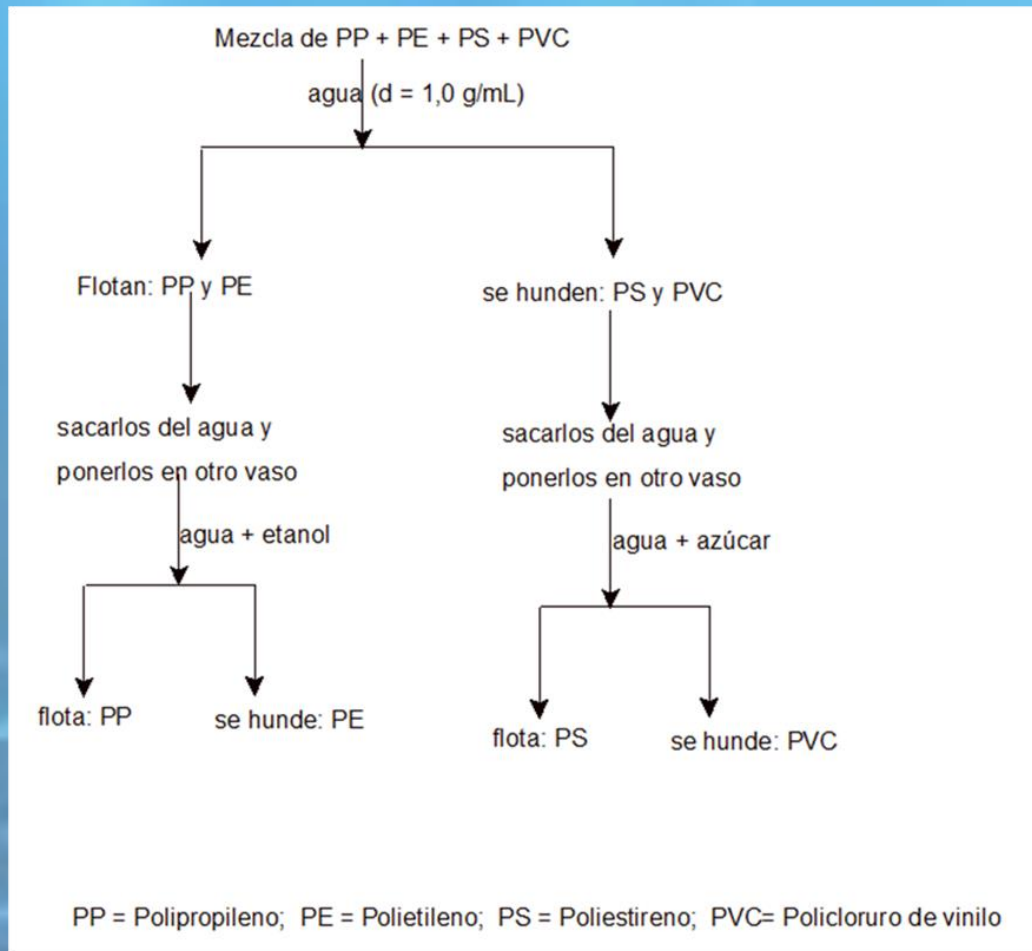 Mezcla de PP + PE + PS + PVC
agua (d = 1,0 g/mL)
Flotan: PP y PE
se hunden: PS y PVC
sacarlos del agua y
ponerlos en otro vaso
sacarlos del agua y
ponerlos en otro vaso
agua + etanol
agua + azúcar
flota: PP
se hunde: PE
flota: PS
se hunde: PVC
PP = Polipropileno; PE = Polietileno; PS = Poliestireno; PVC= Policloruro de vinilo